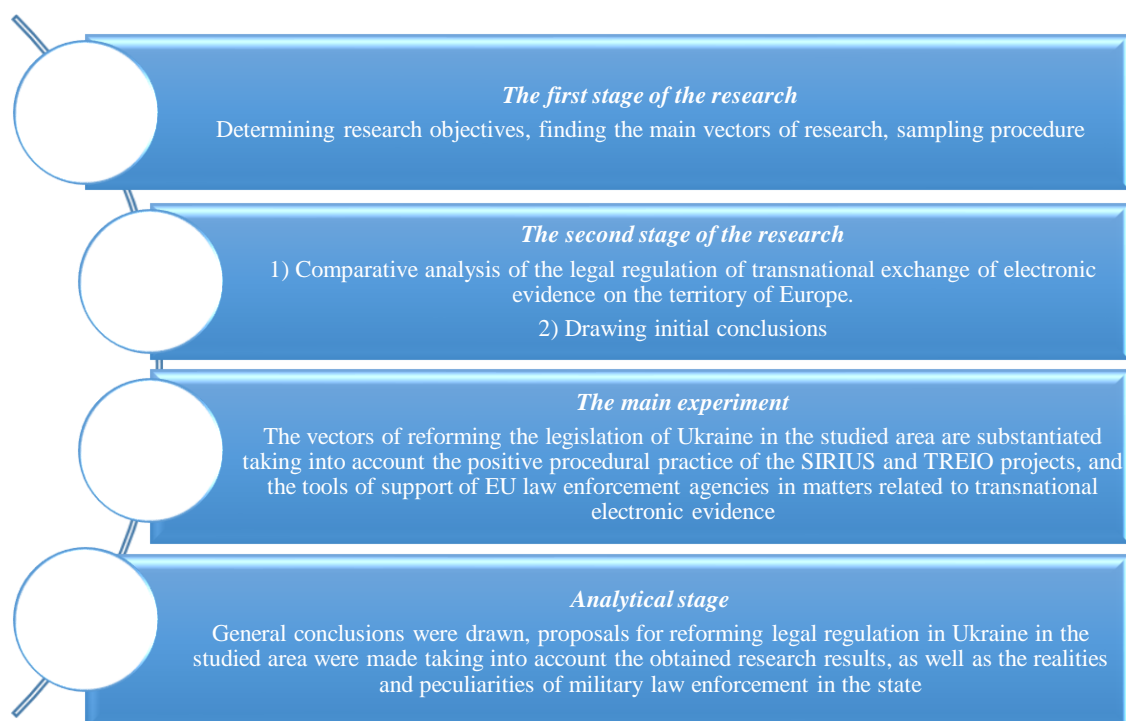 The first stage of the research
Determining research objectives, finding the main vectors of research, sampling procedure
The second stage of the research
1) Comparative analysis of the legal regulation of transnational exchange of electronic
evidence on the territory of Europe.
2) Drawing initial conclusions
The main experiment
The vectors of reforming the legislation of Ukraine in the studied area are substantiated
taking into account the positive procedural practice of the SIRIUS and TREIO projects, and
the tools of support of EU law enforcement agencies in matters related to transnational
electronic evidence
Analytical stage
General conclusions were drawn, proposals for reforming legal regulation in Ukraine in the
studied area were made taking into account the obtained research results, as well as the realities
and peculiarities of military law enforcement in the state